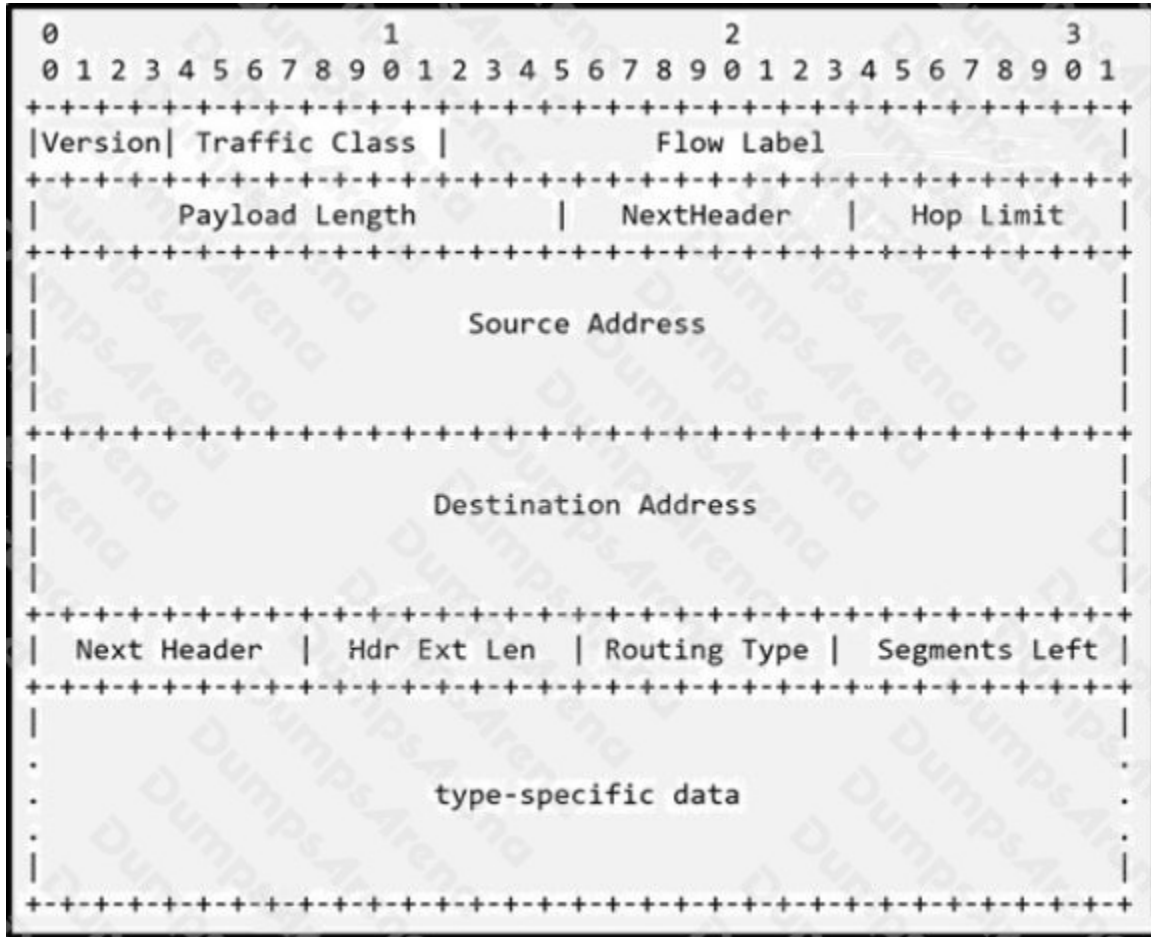 0 1 2 3
0 1 2 3 4 5 6 7 8 9 0 1 2 3 4 5 6 7 8 9 0 1 2 3 4 5 6 7 8 9 0 1
+-+-+-+-+-+-+-+-+-+-+-+-+-+-+-+-+-+-+-+-+-+-+-+-+-+-+-+-+-+-+-+-+
|Version| Traffic Class | Flow Label |
+-+-+-+-+-+-+-+-+-+-+-+-+-+-+-+-+-+-+-+-+-+-+-+-+-+-+-+-+-+-+-+-+
| Payload Length | NextHeader | Hop Limit |
+-+-+-+-+-+-+-+-+-+-+-+-+-+-+-+-+-+-+-+-+-+-+-+-+-+-+-+-+-+-+-+-+
| Source Address |
+-+-+-+-+-+-+-+-+-+-+-+-+-+-+-+-+-+-+-+-+-+-+-+-+-+-+-+-+-+-+-+-+
| Destination Address |
+-+-+-+-+-+-+-+-+-+-+-+-+-+-+-+-+-+-+-+-+-+-+-+-+-+-+-+-+-+-+-+-+
| Next Header | Hdr Ext Len | Routing Type | Segments Left |
+-+-+-+-+-+-+-+-+-+-+-+-+-+-+-+-+-+-+-+-+-+-+-+-+-+-+-+-+-+-+-+-+
. type-specific data .
+-+-+-+-+-+-+-+-+-+-+-+-+-+-+-+-+-+-+-+-+-+-+-+-+-+-+-+-+-+-+-+-+
DumpsArena